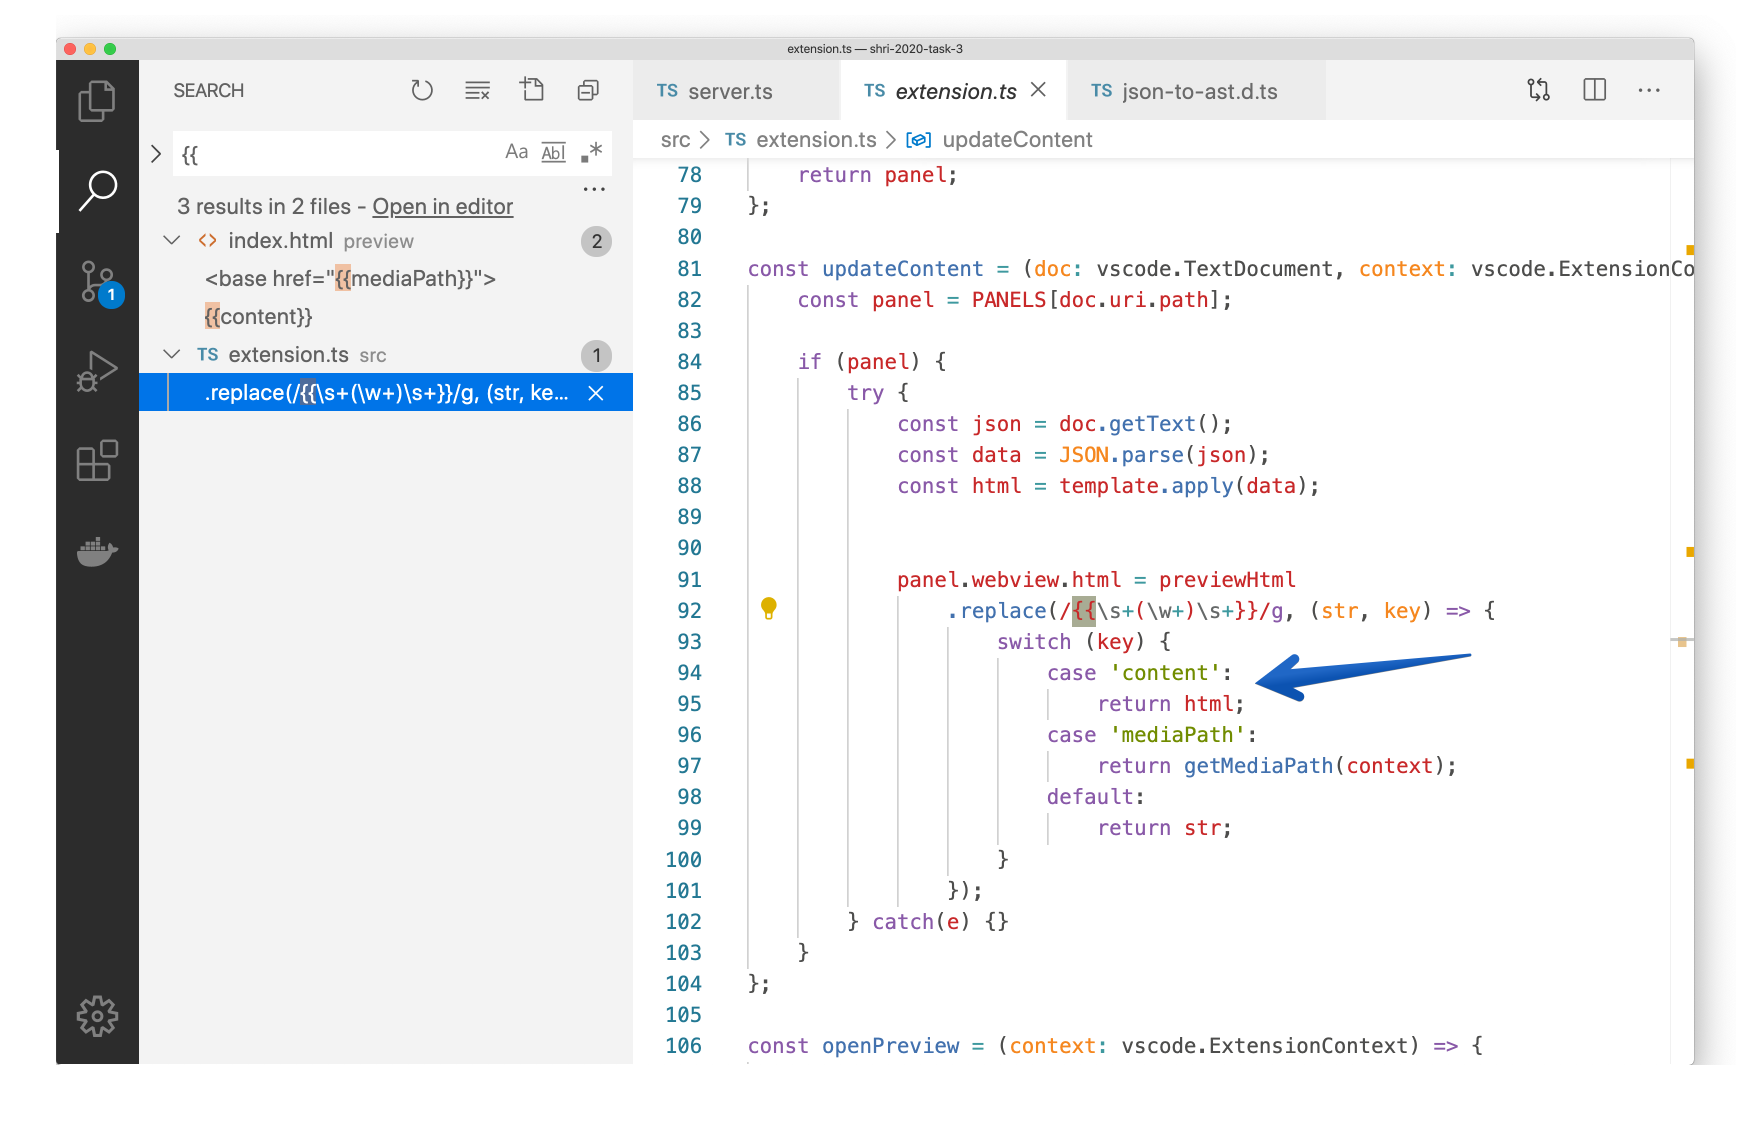 extension.ts — shri-2020-task-3
SEARCH
{{
Aa Abl .*
3 results in 2 files - Open in editor
index.html preview 2
<base href="{{mediaPath}}">
{{content}}
TS extension.ts src 1
.replace(/{{\s+(\w+)\s+}}/g, (str, ke...
1
TS server.ts
TS extension.ts
TS json-to-ast.d.ts
src > TS extension.ts > updateContent
78 return panel;
79 };
80
81 const updateContent = (doc: vscode.TextDocument, context: vscode.ExtensionCo
82 const panel = PANELS[doc.uri.path];
83
84 if (panel) {
85 try {
86 const json = doc.getText();
87 const data = JSON.parse(json);
88 const html = template.apply(data);
89
90
91 panel.webview.html = previewHtml
92 .replace(/{{\s+(\w+)\s+}}/g, (str, key) => {
93 switch (key) {
94 case 'content':
95 return html;
96 case 'mediaPath':
97 return getMediaPath(context);
98 default:
99 return str;
100 }
101 });
102 } catch(e) {}
103 }
104 };
105
106 const openPreview = (context: vscode.ExtensionContext) => {